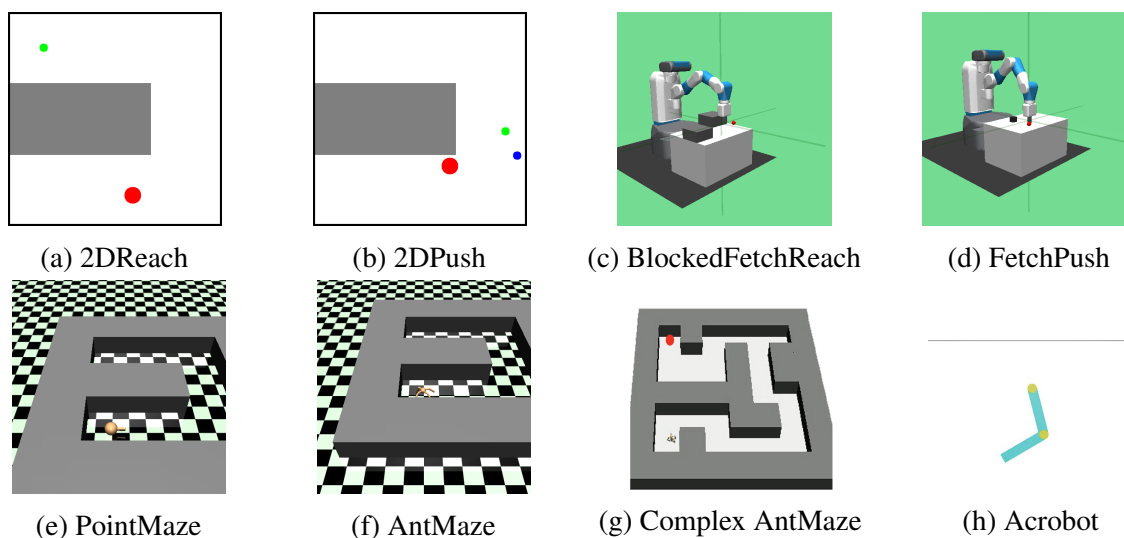 (a) 2DReach
(b) 2DPush
(c) BlockedFetchReach
(d) FetchPush
(e) PointMaze
(f) AntMaze
(g) Complex AntMaze
(h) Acrobot